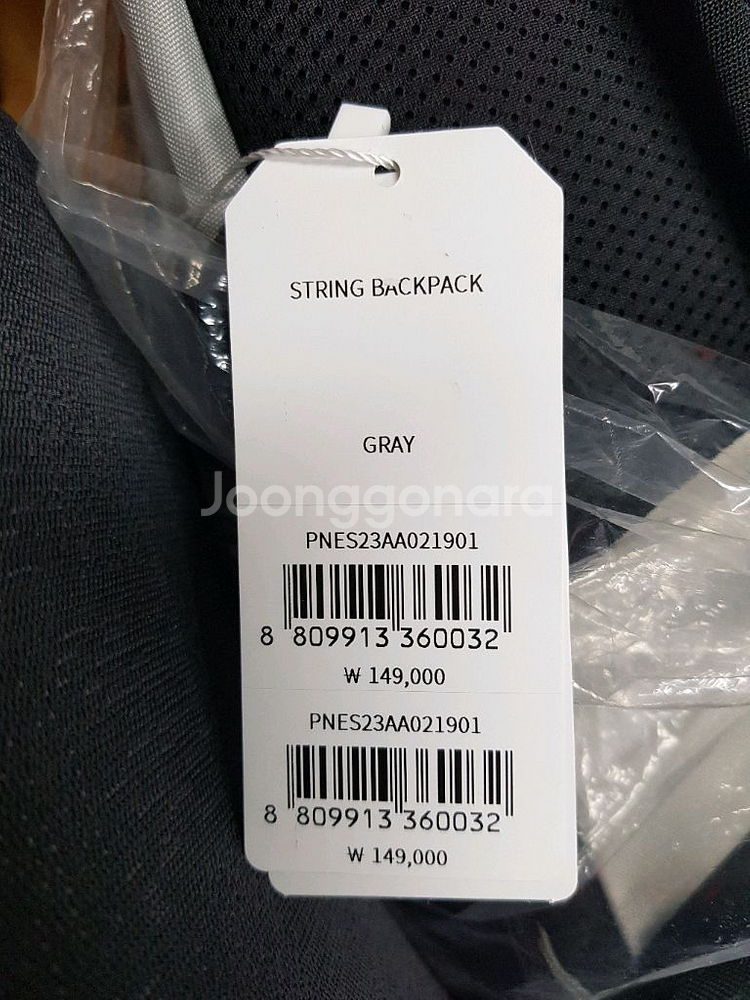 STRING BACKPACK
GRAY
Joonggonara
PNES23AA021901
8 809913 360032
₩ 149,000
PNES23AA021901
8 809913 360032
₩ 149,000